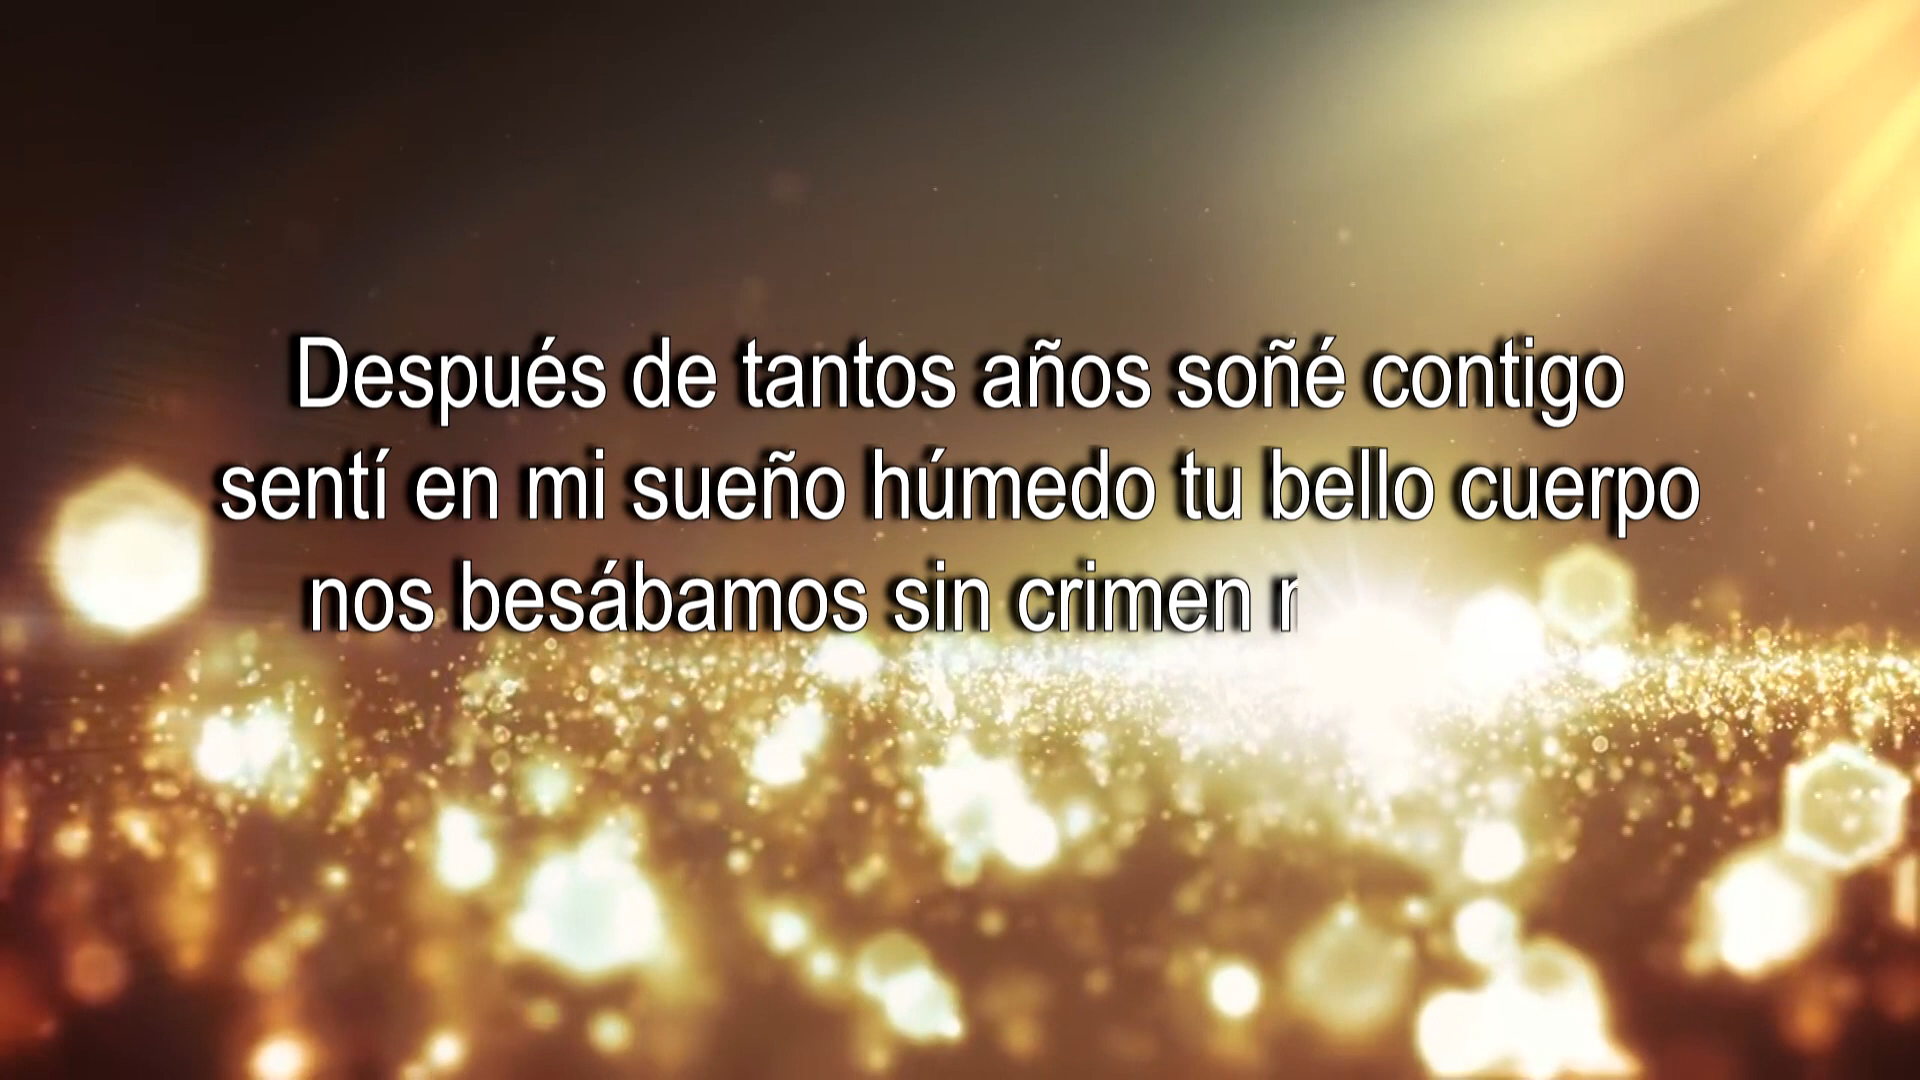 Después de tantos años soñé contigo
sentí en mi sueño húmedo tu bello cuerpo
nos besábamos sin crimen